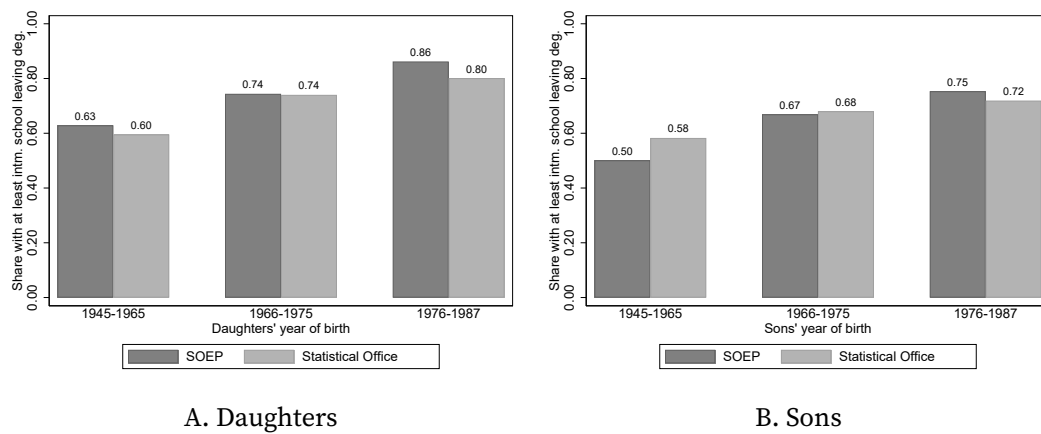 Share with at least intm. school leaving deg.
0.00 0.20 0.40 0.60 0.80 1.00
0.63
0.60
0.74
0.74
0.86
0.80
1945-1965
1966-1975
1976-1987
Daughters' year of birth
SOEP
Statistical Office
A. Daughters
Share with at least intm. school leaving deg.
0.00 0.20 0.40 0.60 0.80 1.00
0.50
0.58
0.67
0.68
0.75
0.72
1945-1965
1966-1975
1976-1987
Sons' year of birth
SOEP
Statistical Office
B. Sons